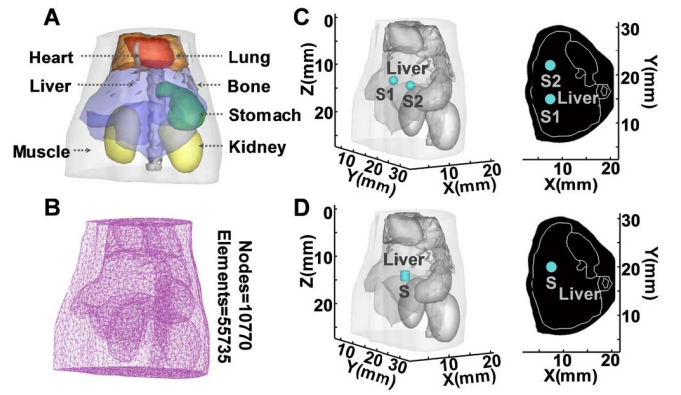 A
Heart
Lung
Liver
Bone
Stomach
Muscle
Kidney
B
Nodes=10770
Elements=55735
C
0
10
20
Z(mm)
Liver
S1
S2
10 20 30
Y(mm)
10 20
X(mm)
S2
Liver
S1
30
20
10
Y(mm)
10 20
X(mm)
D
0
10
20
Z(mm)
Liver
S
10 20 30
Y(mm)
10 20
X(mm)
S
Liver
30
20
10
Y(mm)
10 20
X(mm)